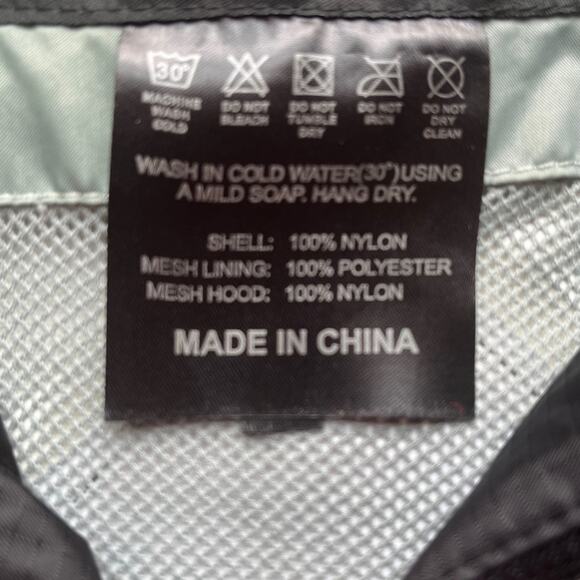 30°
MACHINE WASH COLD
DO NOT BLEACH
DO NOT TUMBLE DRY
DO NOT IRON
DO NOT DRY CLEAN
WASH IN COLD WATER(30°)USING
A MILD SOAP. HANG DRY.
SHELL: 100% NYLON
MESH LINING: 100% POLYESTER
MESH HOOD: 100% NYLON
MADE IN CHINA